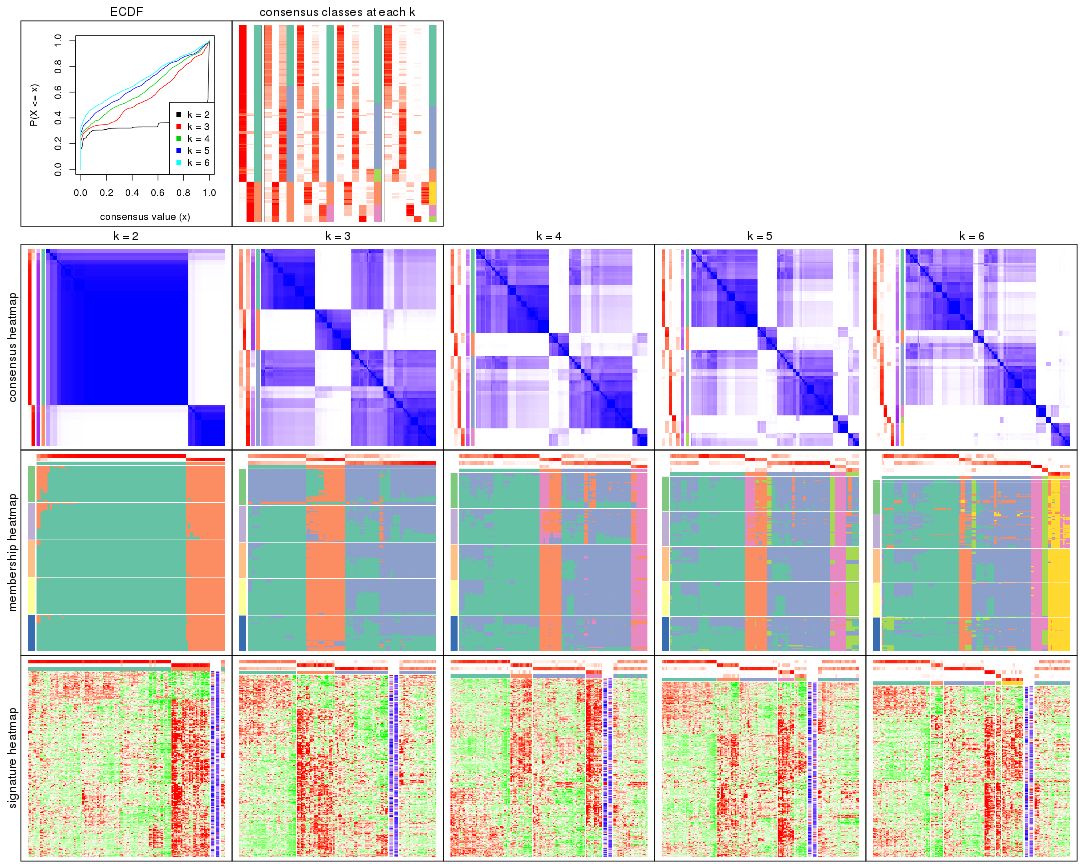 ECDF
consensus classes at each k
P(X <= x)
0.0 0.2 0.4 0.6 0.8 1.0
k = 2
k = 3
k = 4
k = 5
k = 6
0.0 0.2 0.4 0.6 0.8 1.0
consensus value (x)
k = 2
k = 3
k = 4
k = 5
k = 6
consensus heatmap
membership heatmap
signature heatmap